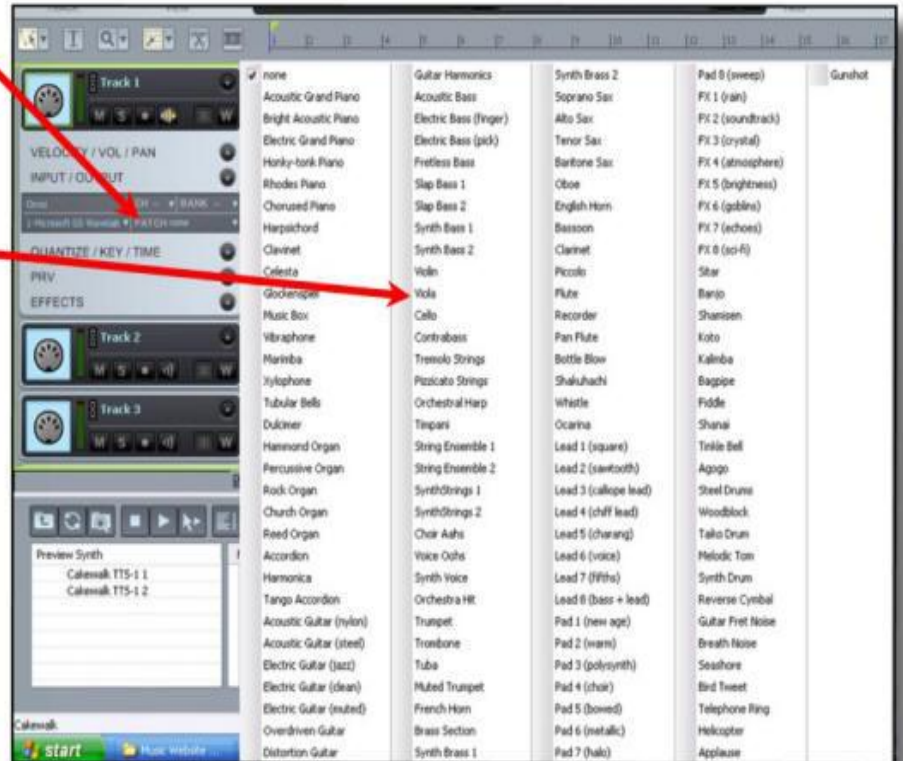 Track 1
M S W
VELOCITY / VOL / PAN
INPUT / OUTPUT
Omni CH -- BANK --
PATCH none
QUANTIZE / KEY / TIME
PRV
EFFECTS
Track 2
M S W
Track 3
M S W
Preview Synth
Cakewalk TTS-1 1
Cakewalk TTS-1 2
Cakewalk
start
Music Website ...
none
Acoustic Grand Piano
Bright Acoustic Piano
Electric Grand Piano
Honky-tonk Piano
Rhodes Piano
Chorused Piano
Harpsichord
Clavinet
Celesta
Glockenspiel
Music Box
Vibraphone
Marimba
Xylophone
Tubular Bells
Dulcimer
Hammond Organ
Percussive Organ
Rock Organ
Church Organ
Reed Organ
Accordion
Harmonica
Tango Accordion
Acoustic Guitar (nylon)
Acoustic Guitar (steel)
Electric Guitar (jazz)
Electric Guitar (clean)
Electric Guitar (muted)
Overdriven Guitar
Distortion Guitar
Guitar Harmonics
Acoustic Bass
Electric Bass (finger)
Electric Bass (pick)
Fretless Bass
Slap Bass 1
Slap Bass 2
Synth Bass 1
Synth Bass 2
Violin
Viola
Cello
Contrabass
Tremolo Strings
Pizzicato Strings
Orchestral Harp
Timpani
String Ensemble 1
String Ensemble 2
SynthStrings 1
SynthStrings 2
Choir Aahs
Voice Oohs
Synth Voice
Orchestra Hit
Trumpet
Trombone
Tuba
Muted Trumpet
French Horn
Brass Section
Synth Brass 1
Synth Brass 2
Soprano Sax
Alto Sax
Tenor Sax
Baritone Sax
Oboe
English Horn
Bassoon
Clarinet
Piccolo
Flute
Recorder
Pan Flute
Bottle Blow
Shakuhachi
Whistle
Ocarina
Lead 1 (square)
Lead 2 (sawtooth)
Lead 3 (calliope lead)
Lead 4 (chiff lead)
Lead 5 (charang)
Lead 6 (voice)
Lead 7 (fifths)
Lead 8 (bass + lead)
Pad 1 (new age)
Pad 2 (warm)
Pad 3 (polysynth)
Pad 4 (choir)
Pad 5 (bowed)
Pad 6 (metallic)
Pad 7 (halo)
Pad 8 (sweep)
FX 1 (rain)
FX 2 (soundtrack)
FX 3 (crystal)
FX 4 (atmosphere)
FX 5 (brightness)
FX 6 (goblins)
FX 7 (echoes)
FX 8 (sci-fi)
Sitar
Banjo
Shamisen
Koto
Kalimba
Bagpipe
Fiddle
Shanai
Tinkle Bell
Agogo
Steel Drums
Woodblock
Taiko Drum
Melodic Tom
Synth Drum
Reverse Cymbal
Guitar Fret Noise
Breath Noise
Seashore
Bird Tweet
Telephone Ring
Helicopter
Applause
Gunshot